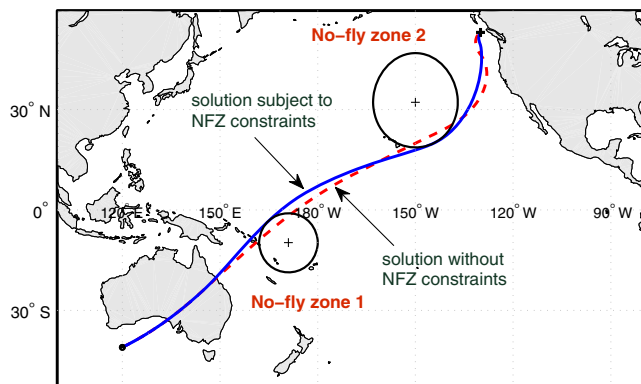 No–fly zone 2
solution subject to
NFZ constraints
30° N
0°
120° E
150° E
180° W
150° W
120° W
90° W
solution without
NFZ constraints
No–fly zone 1
30° S